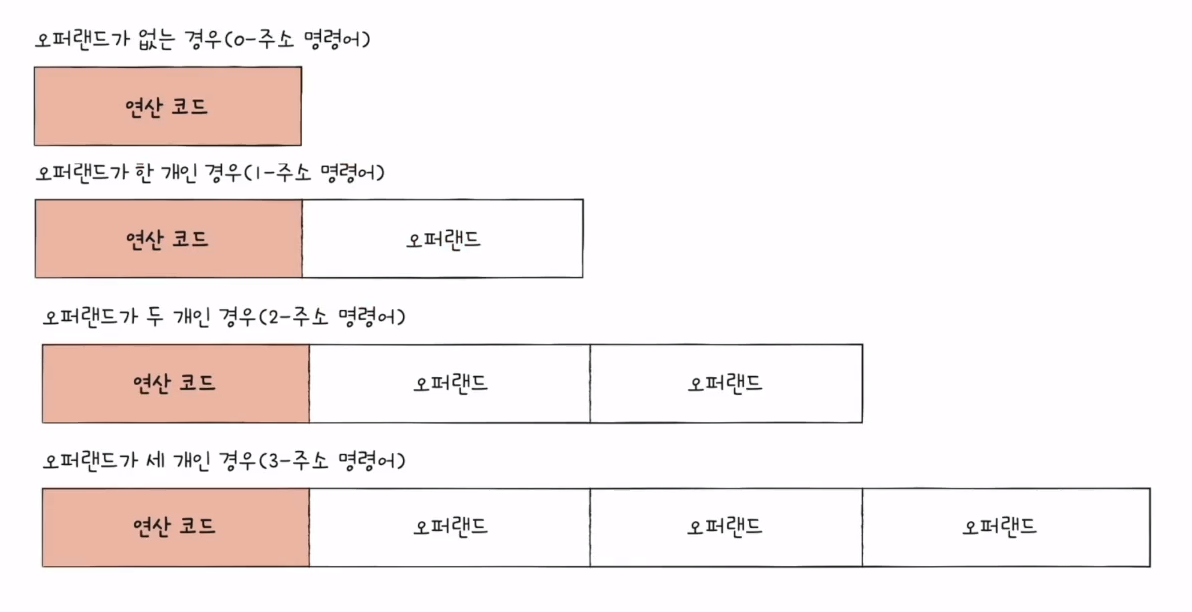 오퍼랜드가 없는 경우(0-주소 명령어)
연산 코드
오퍼랜드가 한 개인 경우(1-주소 명령어)
연산 코드 오퍼랜드
오퍼랜드가 두 개인 경우(2-주소 명령어)
연산 코드 오퍼랜드 오퍼랜드
오퍼랜드가 세 개인 경우(3-주소 명령어)
연산 코드 오퍼랜드 오퍼랜드 오퍼랜드